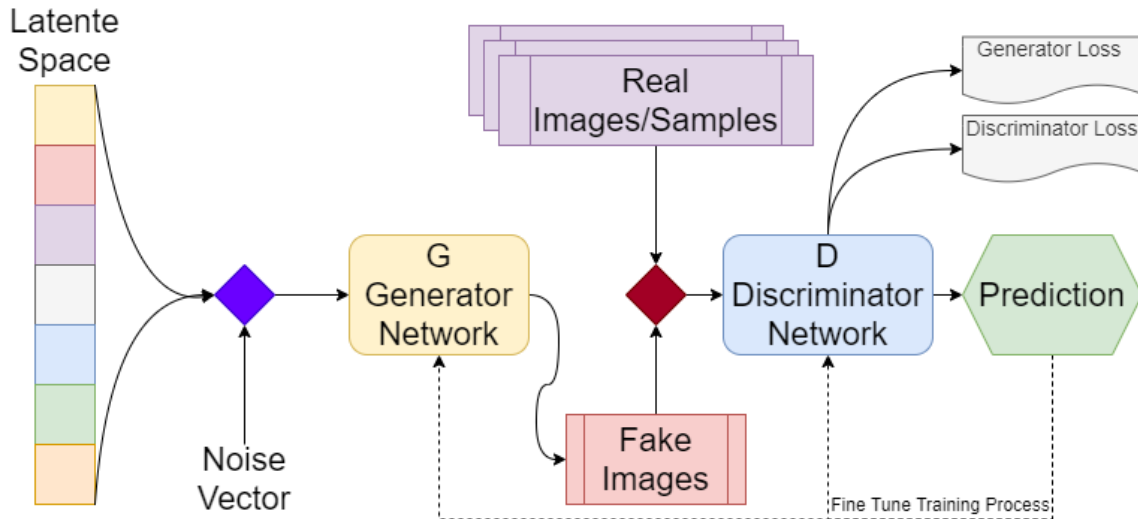 Latente
Space
Noise
Vector
G
Generator
Network
Real
Images/Samples
Fake
Images
D
Discriminator
Network
Generator Loss
Discriminator Loss
Prediction
Fine Tune Training Process